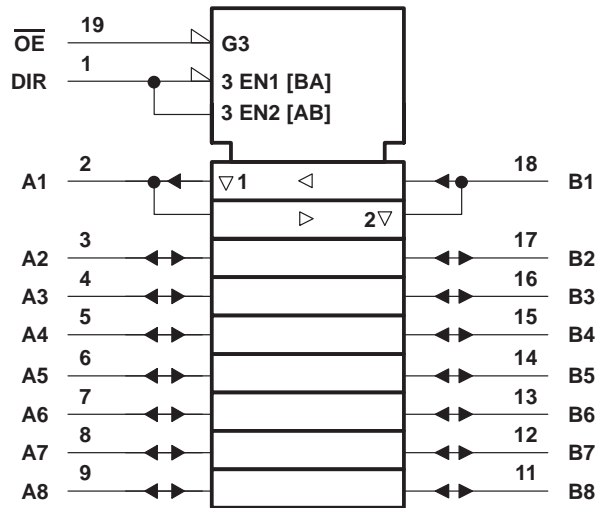 19
OE
G3
1
DIR
3 EN1 [BA]
3 EN2 [AB]
A1 2 ▽1 ◁ 18 B1
▷ 2▽
A2 3 17 B2
A3 4 16 B3
A4 5 15 B4
A5 6 14 B5
A6 7 13 B6
A7 8 12 B7
A8 9 11 B8